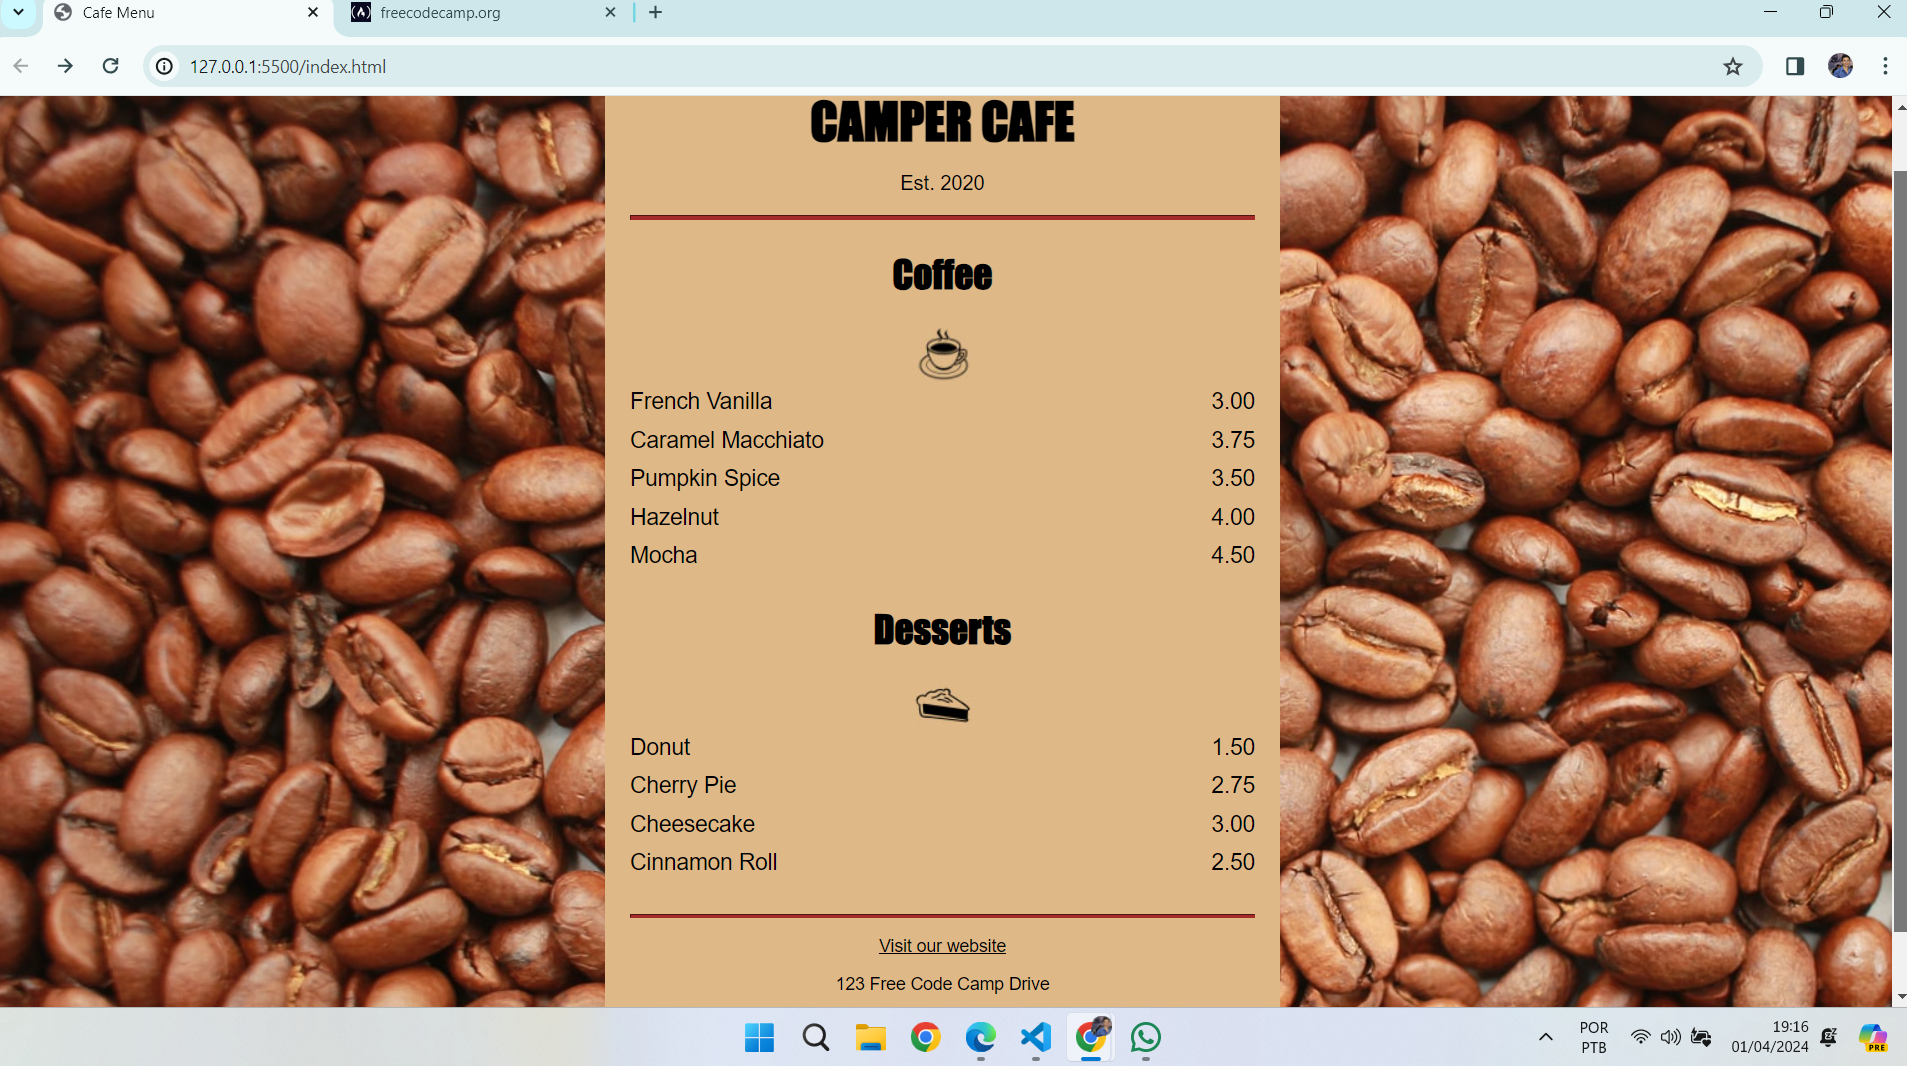 Cafe Menu
freecodecamp.org
127.0.0.1:5500/index.html
CAMPER CAFE
Est. 2020
Coffee
French Vanilla 3.00
Caramel Macchiato 3.75
Pumpkin Spice 3.50
Hazelnut 4.00
Mocha 4.50
Desserts
Donut 1.50
Cherry Pie 2.75
Cheesecake 3.00
Cinnamon Roll 2.50
Visit our website
123 Free Code Camp Drive
POR
PTB
19:16
01/04/2024
PRE